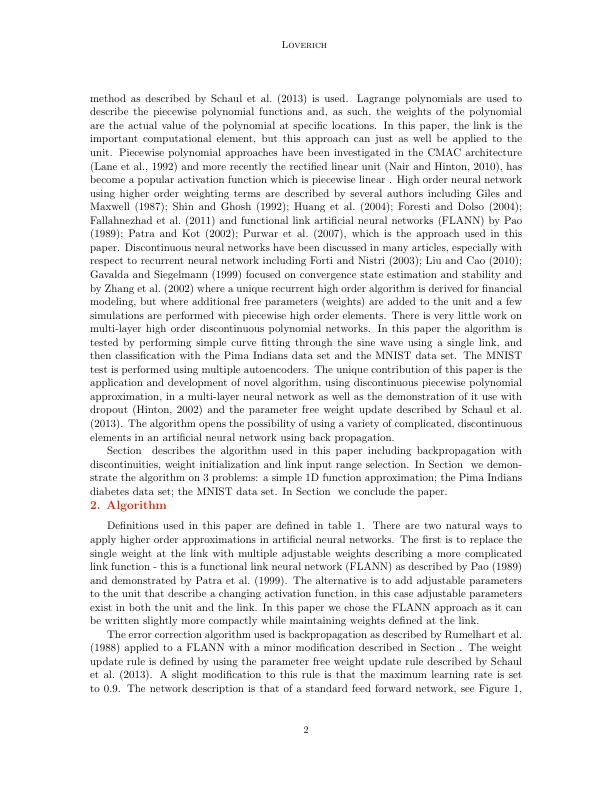 Loverich
method as described by Schaul et al. (2013) is used. Lagrange polynomials are used to
describe the piecewise polynomial functions and, as such, the weights of the polynomial
are the actual value of the polynomial at specific locations. In this paper, the link is the
important computational element, but this approach can just as well be applied to the
unit. Piecewise polynomial approaches have been investigated in the CMAC architecture
(Lane et al., 1992) and more recently the rectified linear unit (Nair and Hinton, 2010), has
become a popular activation function which is piecewise linear . High order neural network
using higher order weighting terms are described by several authors including Giles and
Maxwell (1987); Shin and Ghosh (1992); Huang et al. (2004); Foresti and Dolso (2004);
Fallahnezhad et al. (2011) and functional link artificial neural networks (FLANN) by Pao
(1989); Patra and Kot (2002); Purwar et al. (2007), which is the approach used in this
paper. Discontinuous neural networks have been discussed in many articles, especially with
respect to recurrent neural network including Forti and Nistri (2003); Liu and Cao (2010);
Gavalda and Siegelmann (1999) focused on convergence state estimation and stability and
by Zhang et al. (2002) where a unique recurrent high order algorithm is derived for financial
modeling, but where additional free parameters (weights) are added to the unit and a few
simulations are performed with piecewise high order elements. There is very little work on
multi-layer high order discontinuous polynomial networks. In this paper the algorithm is
tested by performing simple curve fitting through the sine wave using a single link, and
then classification with the Pima Indians data set and the MNIST data set. The MNIST
test is performed using multiple autoencoders. The unique contribution of this paper is the
application and development of novel algorithm, using discontinuous piecewise polynomial
approximation, in a multi-layer neural network as well as the demonstration of it use with
dropout (Hinton, 2002) and the parameter free weight update described by Schaul et al.
(2013). The algorithm opens the possibility of using a variety of complicated, discontinuous
elements in an artificial neural network using back propagation.
Section describes the algorithm used in this paper including backpropagation with
discontinuities, weight initialization and link input range selection. In Section we demon-
strate the algorithm on 3 problems: a simple 1D function approximation; the Pima Indians
diabetes data set; the MNIST data set. In Section we conclude the paper.
2. Algorithm
Definitions used in this paper are defined in table 1. There are two natural ways to
apply higher order approximations in artificial neural networks. The first is to replace the
single weight at the link with multiple adjustable weights describing a more complicated
link function - this is a functional link neural network (FLANN) as described by Pao (1989)
and demonstrated by Patra et al. (1999). The alternative is to add adjustable parameters
to the unit that describe a changing activation function, in this case adjustable parameters
exist in both the unit and the link. In this paper we chose the FLANN approach as it can
be written slightly more compactly while maintaining weights defined at the link.
The error correction algorithm used is backpropagation as described by Rumelhart et al.
(1988) applied to a FLANN with a minor modification described in Section . The weight
update rule is defined by using the parameter free weight update rule described by Schaul
et al. (2013). A slight modification to this rule is that the maximum learning rate is set
to 0.9. The network description is that of a standard feed forward network, see Figure 1,
2